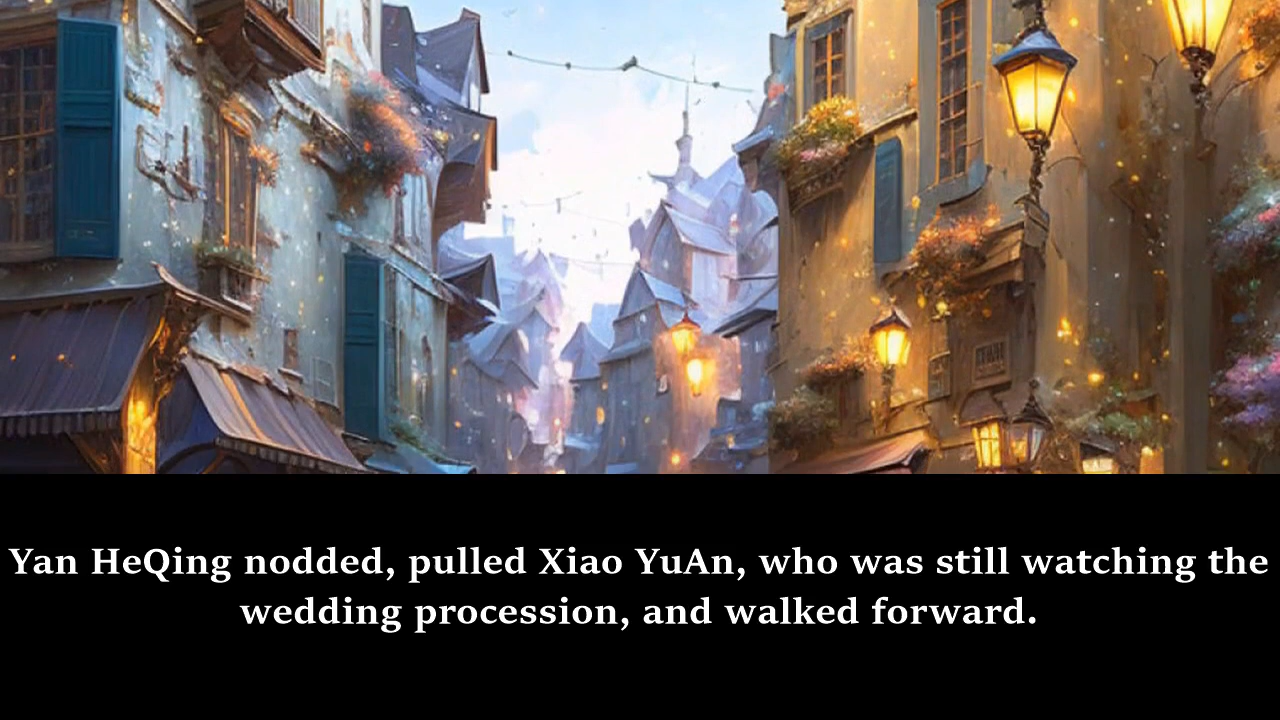 Yan HeQing nodded, pulled Xiao YuAn, who was still watching the
wedding procession, and walked forward.